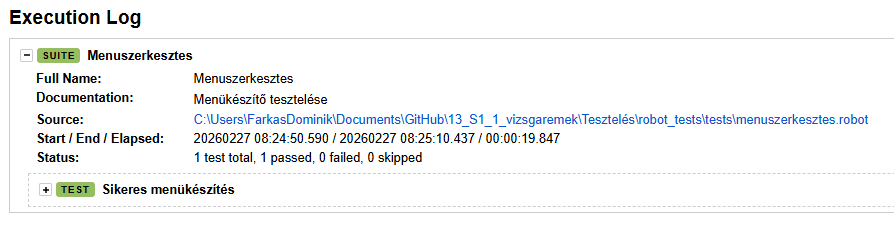 Execution Log
SUITE Menuszerkesztes
Full Name: Menuszerkesztes
Documentation: Menükészítő tesztelése
Source: C:\Users\FarkasDominik\Documents\GitHub\13_S1_1_vizsgaremek\Tesztelés\robot_tests\tests\menuszerkesztes.robot
Start / End / Elapsed: 20260227 08:24:50.590 / 20260227 08:25:10.437 / 00:00:19.847
Status: 1 test total, 1 passed, 0 failed, 0 skipped
TEST Sikeres menükészítés